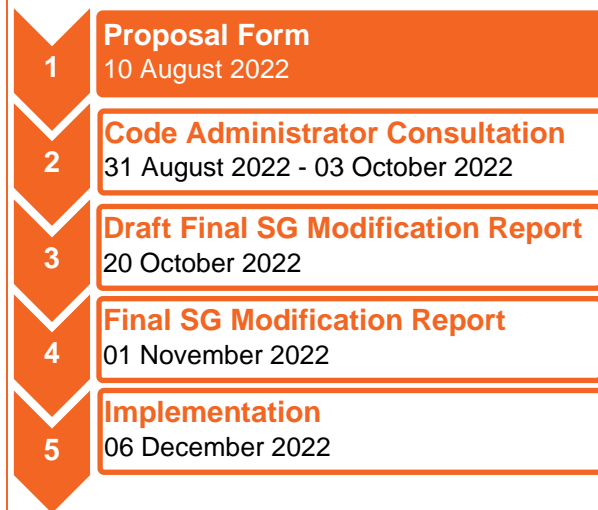 1
Proposal Form
10 August 2022
2
Code Administrator Consultation
31 August 2022 - 03 October 2022
3
Draft Final SG Modification Report
20 October 2022
4
Final SG Modification Report
01 November 2022
5
Implementation
06 December 2022